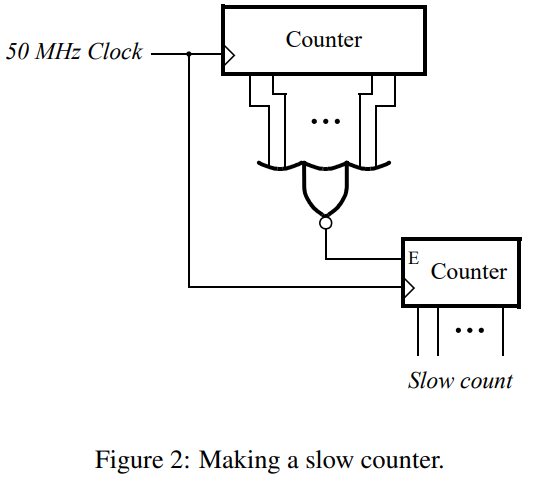 Counter
50 MHz Clock
•••
E
Counter
•••
Slow count
Figure 2: Making a slow counter.